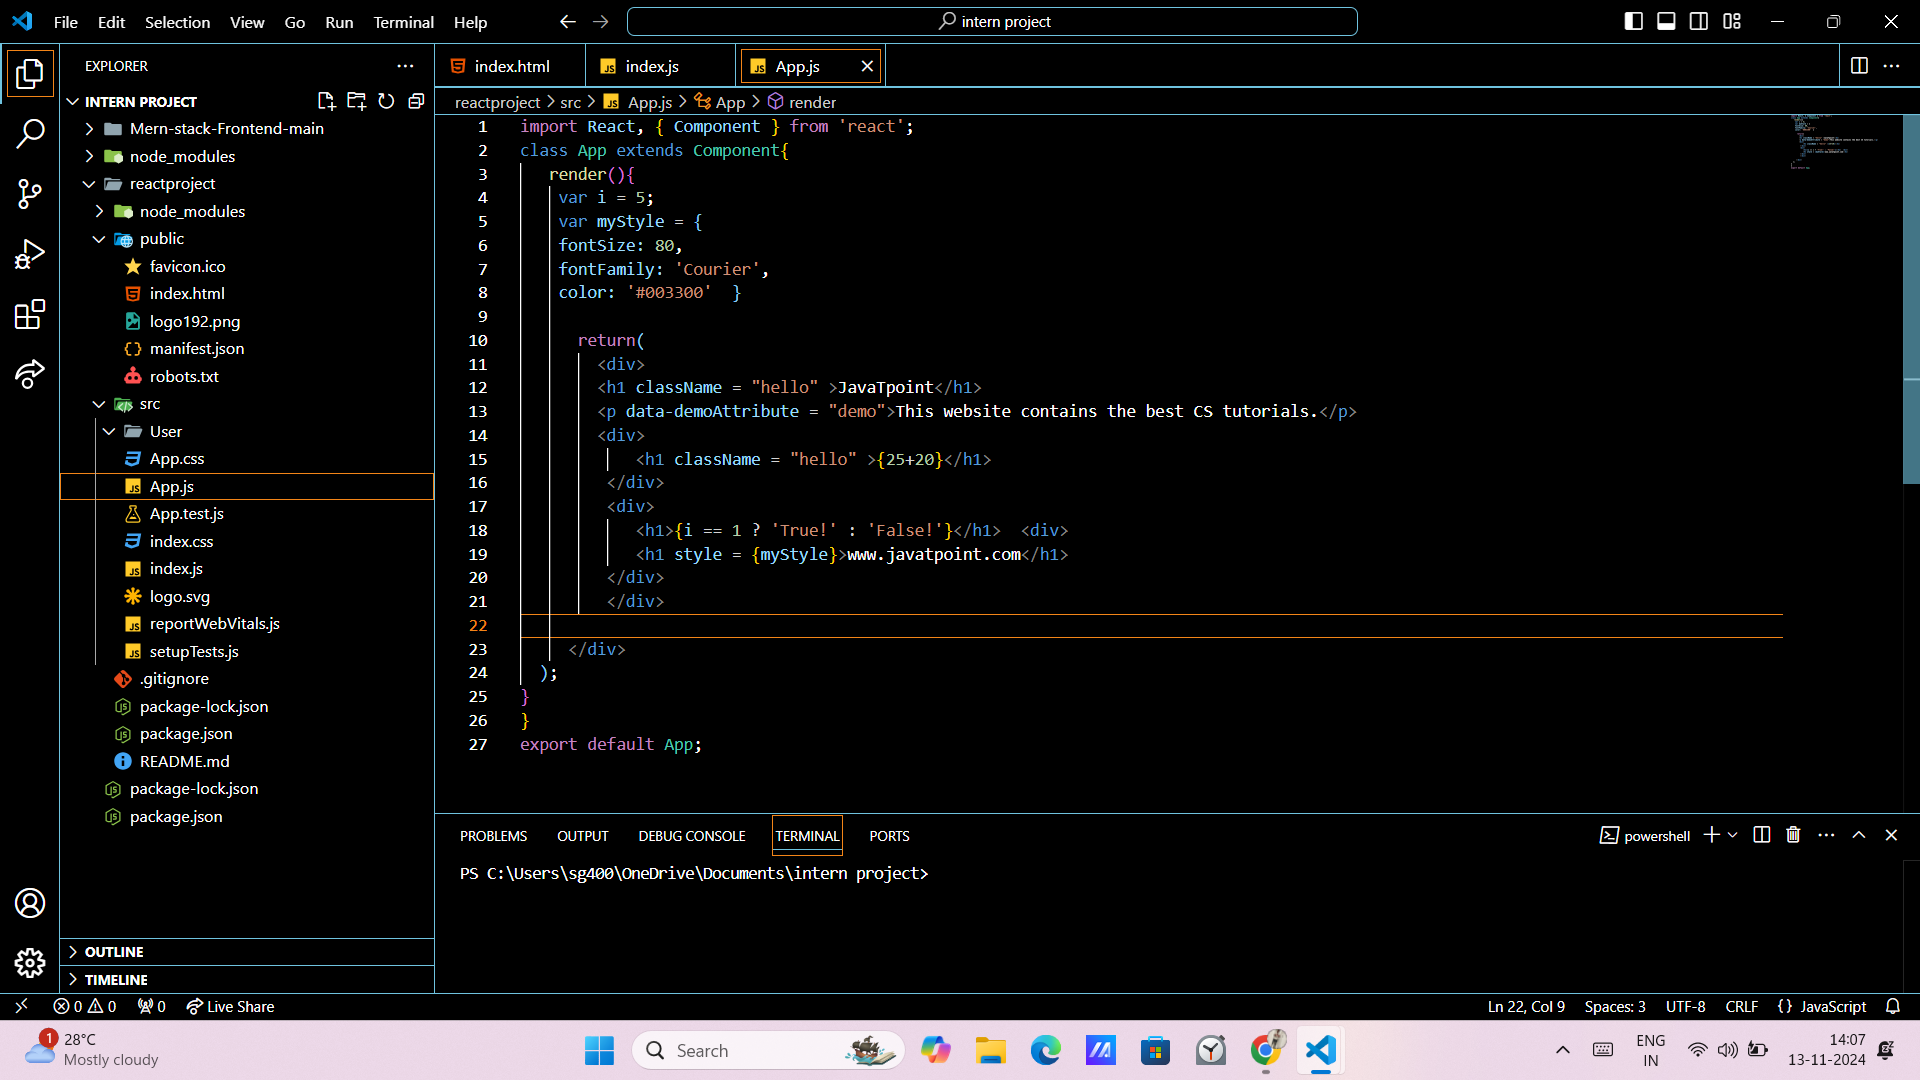 File Edit Selection View Go Run Terminal Help
intern project
EXPLORER
INTERN PROJECT
Mern-stack-Frontend-main
node_modules
reactproject
node_modules
public
favicon.ico
index.html
logo192.png
manifest.json
robots.txt
src
User
App.css
App.js
App.test.js
index.css
index.js
logo.svg
reportWebVitals.js
setupTests.js
.gitignore
package-lock.json
package.json
README.md
package-lock.json
package.json
OUTLINE
TIMELINE
index.html index.js App.js
reactproject > src > App.js > App > render
1 import React, { Component } from 'react';
2 class App extends Component{
3 render(){
4 var i = 5;
5 var myStyle = {
6 fontSize: 80,
7 fontFamily: 'Courier',
8 color: '#003300' }
9
10 return(
11 <div>
12 <h1 className = "hello" >JavaTpoint</h1>
13 <p data-demoAttribute = "demo">This website contains the best CS tutorials.</p>
14 <div>
15 <h1 className = "hello" >{25+20}</h1>
16 </div>
17 <div>
18 <h1>{i == 1 ? 'True!' : 'False!'}</h1> <div>
19 <h1 style = {myStyle}>www.javatpoint.com</h1>
20 </div>
21 </div>
22
23 </div>
24 );
25 }
26 }
27 export default App;
PROBLEMS OUTPUT DEBUG CONSOLE TERMINAL PORTS
powershell
PS C:\Users\sg400\OneDrive\Documents\intern project>
0 0 0 Live Share
Ln 22, Col 9 Spaces: 3 UTF-8 CRLF {} JavaScript
1
28°C
Mostly cloudy
Search
ENG
IN
14:07
13-11-2024